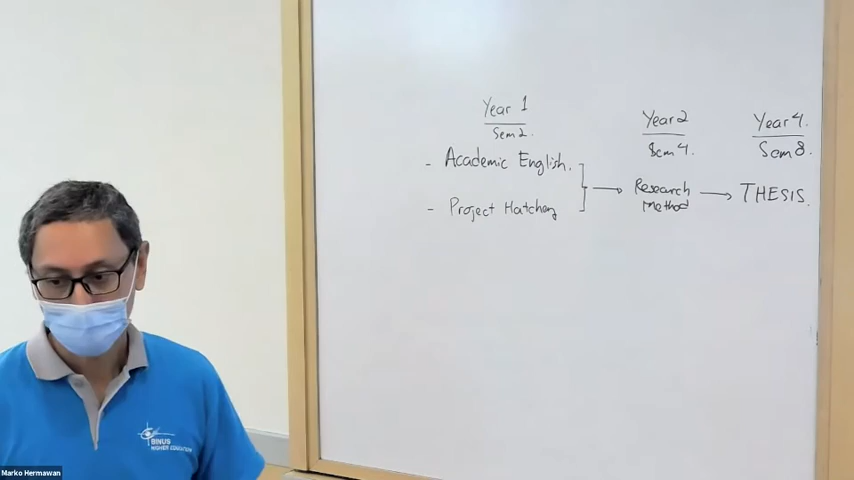 Year 1
Sem 2.
- Academic English.
- Project Hatchery
Year 2
Sem 4.
Research
Method
Year 4.
Sem 8.
THESIS.
BINUS
HIGHER EDUCATION
Marko Hermawan